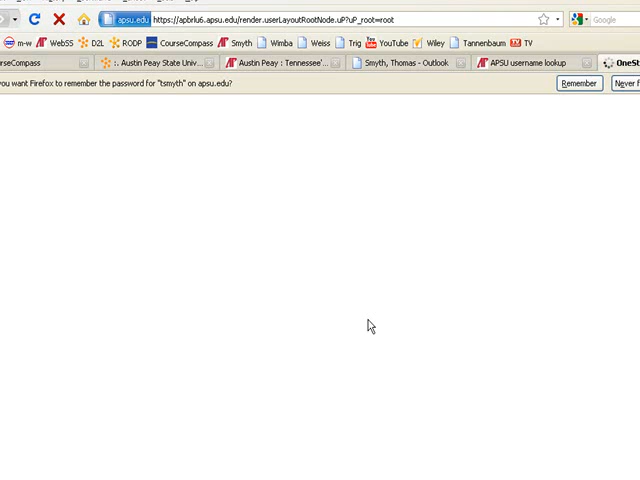 apsu.edu https://apbrlu6.apsu.edu/render.userLayoutRootNode.uP?uP_root=root Google
m-w WebSS D2L RODP CourseCompass Smyth Wimba Weiss Trig YouTube Wiley Tannenbaum TV
urseCompass :. Austin Peay State Univ... Austin Peay : Tennessee'... Smyth, Thomas - Outlook APSU username lookup OneSt
you want Firefox to remember the password for "tsmyth" on apsu.edu? Remember Never f